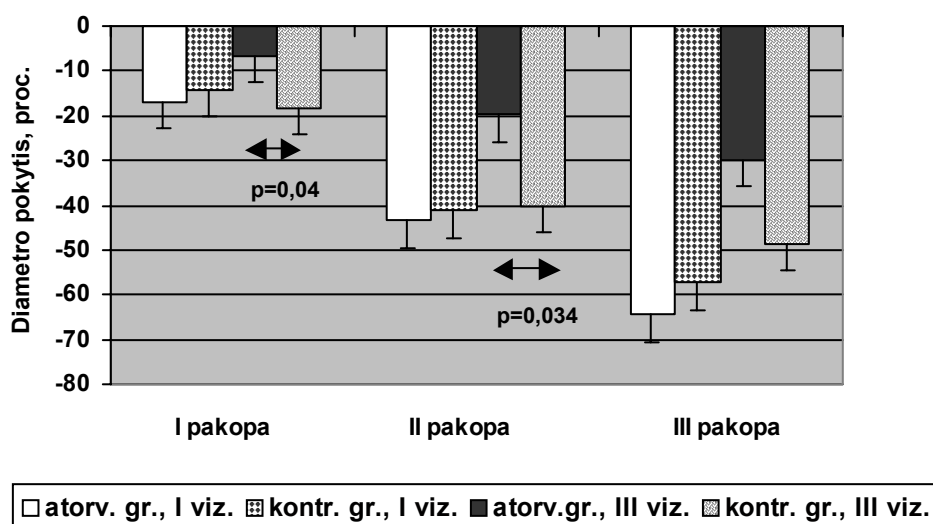 0
-10
-20
-30
-40
-50
-60
-70
-80
Diametro pokytis, proc.
p=0,04
p=0,034
I pakopa II pakopa III pakopa
atorv. gr., I viz. kontr. gr., I viz. atorv.gr., III viz. kontr. gr., III viz.